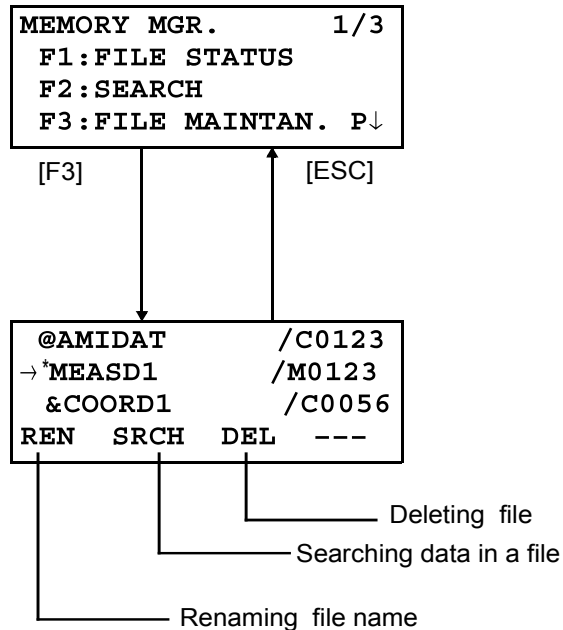 MEMORY MGR. 1/3
F1:FILE STATUS
F2:SEARCH
F3:FILE MAINTAN. P↓
[F3] [ESC]
@AMIDAT /C0123
→*MEASD1 /M0123
&COORD1 /C0056
REN SRCH DEL ---
Deleting file
Searching data in a file
Renaming file name